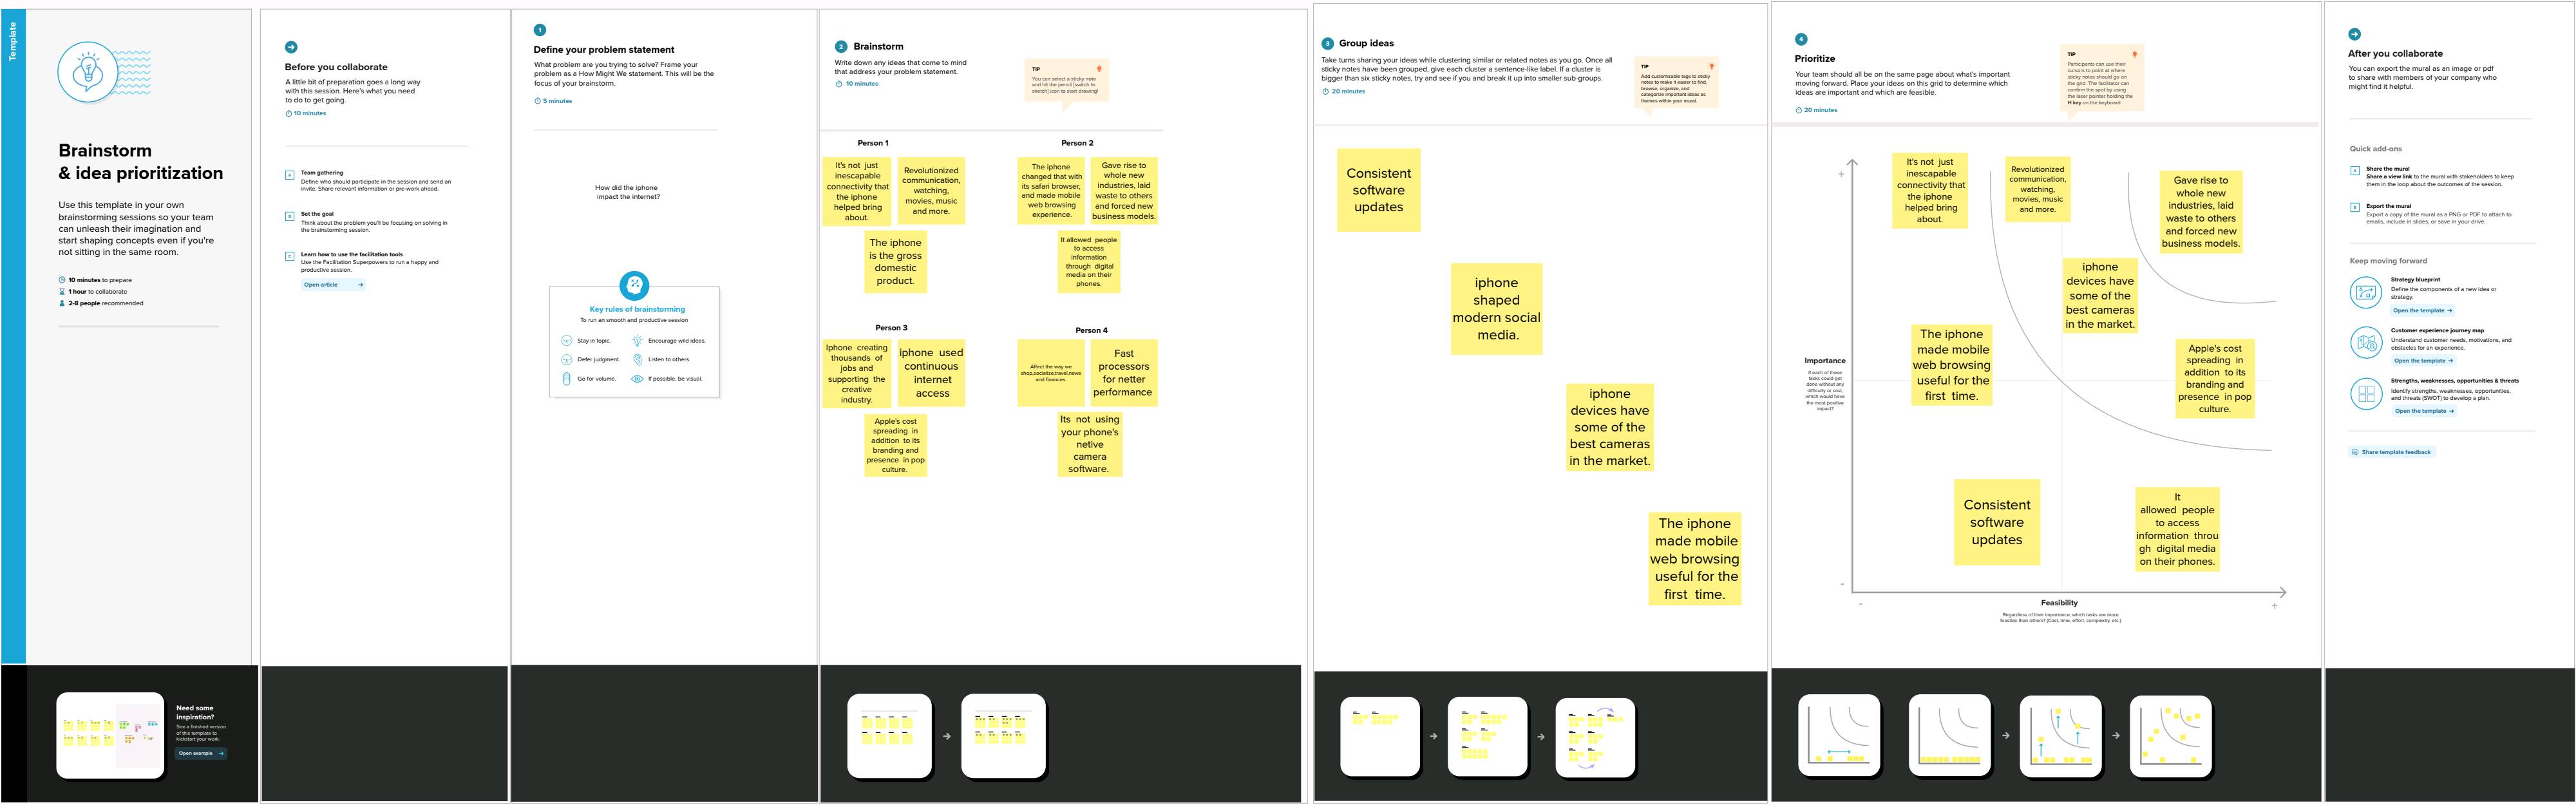 Template
Brainstorm
& idea prioritization
Use this template in your own
brainstorming sessions so your team
can unleash their imagination and
start shaping concepts even if you're
not sitting in the same room.
10 minutes to prepare
1 hour to collaborate
2-8 people recommended
Need some
inspiration?
See a finished version
of this template to
kickstart your work.
Open example
Before you collaborate
A little bit of preparation goes a long way
with this session. Here's what you need
to do to get going.
10 minutes
A
Team gathering
Define who should participate in the session and send an
invite. Share relevant information or pre-work ahead.
B
Set the goal
Think about the problem you'll be focusing on solving in
the brainstorming session.
C
Learn how to use the facilitation tools
Use the Facilitation Superpowers to run a happy and
productive session.
Open article
1
Define your problem statement
What problem are you trying to solve? Frame your
problem as a How Might We statement. This will be the
focus of your brainstorm.
5 minutes
How did the iphone
impact the internet?
Key rules of brainstorming
To run an smooth and productive session
Stay in topic.
Encourage wild ideas.
Defer judgment.
Listen to others.
Go for volume.
If possible, be visual.
2
Brainstorm
Write down any ideas that come to mind
that address your problem statement.
10 minutes
TIP
You can select a sticky note
and hit the pencil [switch to
sketch] icon to start drawing!
Person 1
It's not just
inescapable
connectivity that
the iphone
helped bring
about.
Revolutionized
communication,
watching,
movies, music
and more.
The iphone
is the gross
domestic
product.
Person 2
The iphone
changed that with
its safari browser,
and made mobile
web browsing
experience.
Gave rise to
whole new
industries, laid
waste to others
and forced new
business models.
It allowed people
to access
information
through digital
media on their
phones.
Person 3
Iphone creating
thousands of
jobs and
supporting the
creative
industry.
iphone used
continuous
internet
access
Apple's cost
spreading in
addition to its
branding and
presence in pop
culture.
Person 4
Affect the way we
shop,socialize,travel,news
and finances.
Fast
processors
for netter
performance
Its not using
your phone's
netive
camera
software.
3
Group ideas
Take turns sharing your ideas while clustering similar or related notes as you go. Once all
sticky notes have been grouped, give each cluster a sentence-like label. If a cluster is
bigger than six sticky notes, try and see if you and break it up into smaller sub-groups.
20 minutes
TIP
Add customizable tags to sticky
notes to make it easier to find,
browse, organize, and
categorize important ideas as
themes within your mural.
Consistent
software
updates
iphone
shaped
modern social
media.
iphone
devices have
some of the
best cameras
in the market.
The iphone
made mobile
web browsing
useful for the
first time.
4
Prioritize
Your team should all be on the same page about what's important
moving forward. Place your ideas on this grid to determine which
ideas are important and which are feasible.
20 minutes
TIP
Participants can use their
cursors to point at where
sticky notes should go on
the grid. The facilitator can
confirm the spot by using
the laser pointer holding the
H key on the keyboard.
It's not just
inescapable
connectivity that
the iphone
helped bring
about.
Revolutionized
communication,
watching,
movies, music
and more.
Gave rise to
whole new
industries, laid
waste to others
and forced new
business models.
iphone
devices have
some of the
best cameras
in the market.
The iphone
made mobile
web browsing
useful for the
first time.
Apple's cost
spreading in
addition to its
branding and
presence in pop
culture.
Consistent
software
updates
It
allowed people
to access
information throu
gh digital media
on their phones.
+
Importance
If each of these
tasks could get
done without any
difficulty or cost,
which would have
the most positive
impact?
-
-
Feasibility
+
Regardless of their importance, which tasks are more
feasible than others? (Cost, time, effort, complexity, etc.)
After you collaborate
You can export the mural as an image or pdf
to share with members of your company who
might find it helpful.
Quick add-ons
A
Share the mural
Share a view link to the mural with stakeholders to keep
them in the loop about the outcomes of the session.
B
Export the mural
Export a copy of the mural as a PNG or PDF to attach to
emails, include in slides, or save in your drive.
Keep moving forward
Strategy blueprint
Define the components of a new idea or
strategy.
Open the template
Customer experience journey map
Understand customer needs, motivations, and
obstacles for an experience.
Open the template
Strengths, weaknesses, opportunities & threats
Identify strengths, weaknesses, opportunities,
and threats (SWOT) to develop a plan.
Open the template
Share template feedback